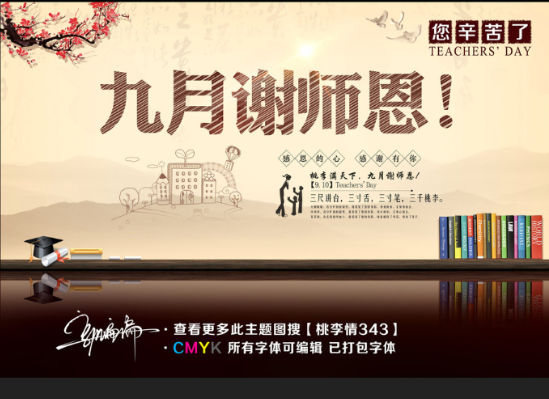 您辛苦了
TEACHERS' DAY
九月谢师恩!
感恩的心 感谢有你
桃李满天下，九月谢师恩!
【9.10】Teachers' Day
三尺讲台，三寸舌，三寸笔，三千桃李。
·查看更多此主题图搜【桃李情343】
·CMYK 所有字体可编辑 已打包字体